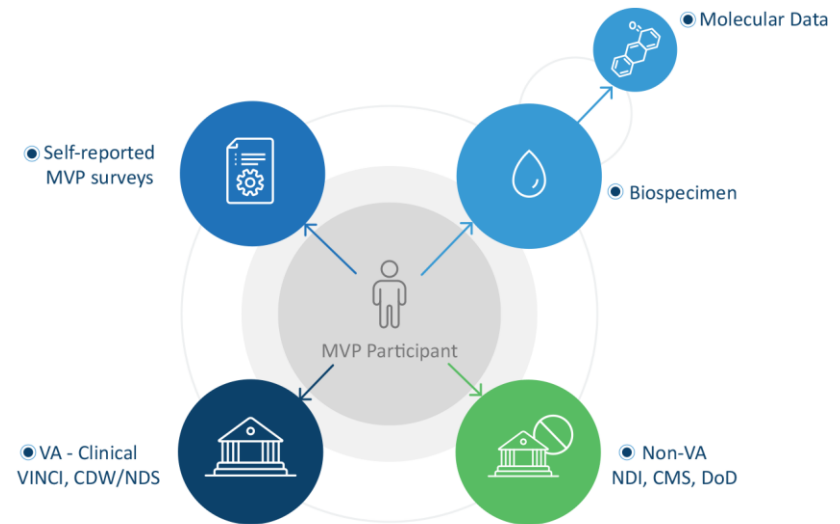 Molecular Data
Self-reported
MVP surveys
Biospecimen
MVP Participant
VA - Clinical
VINCI, CDW/NDS
Non-VA
NDI, CMS, DoD